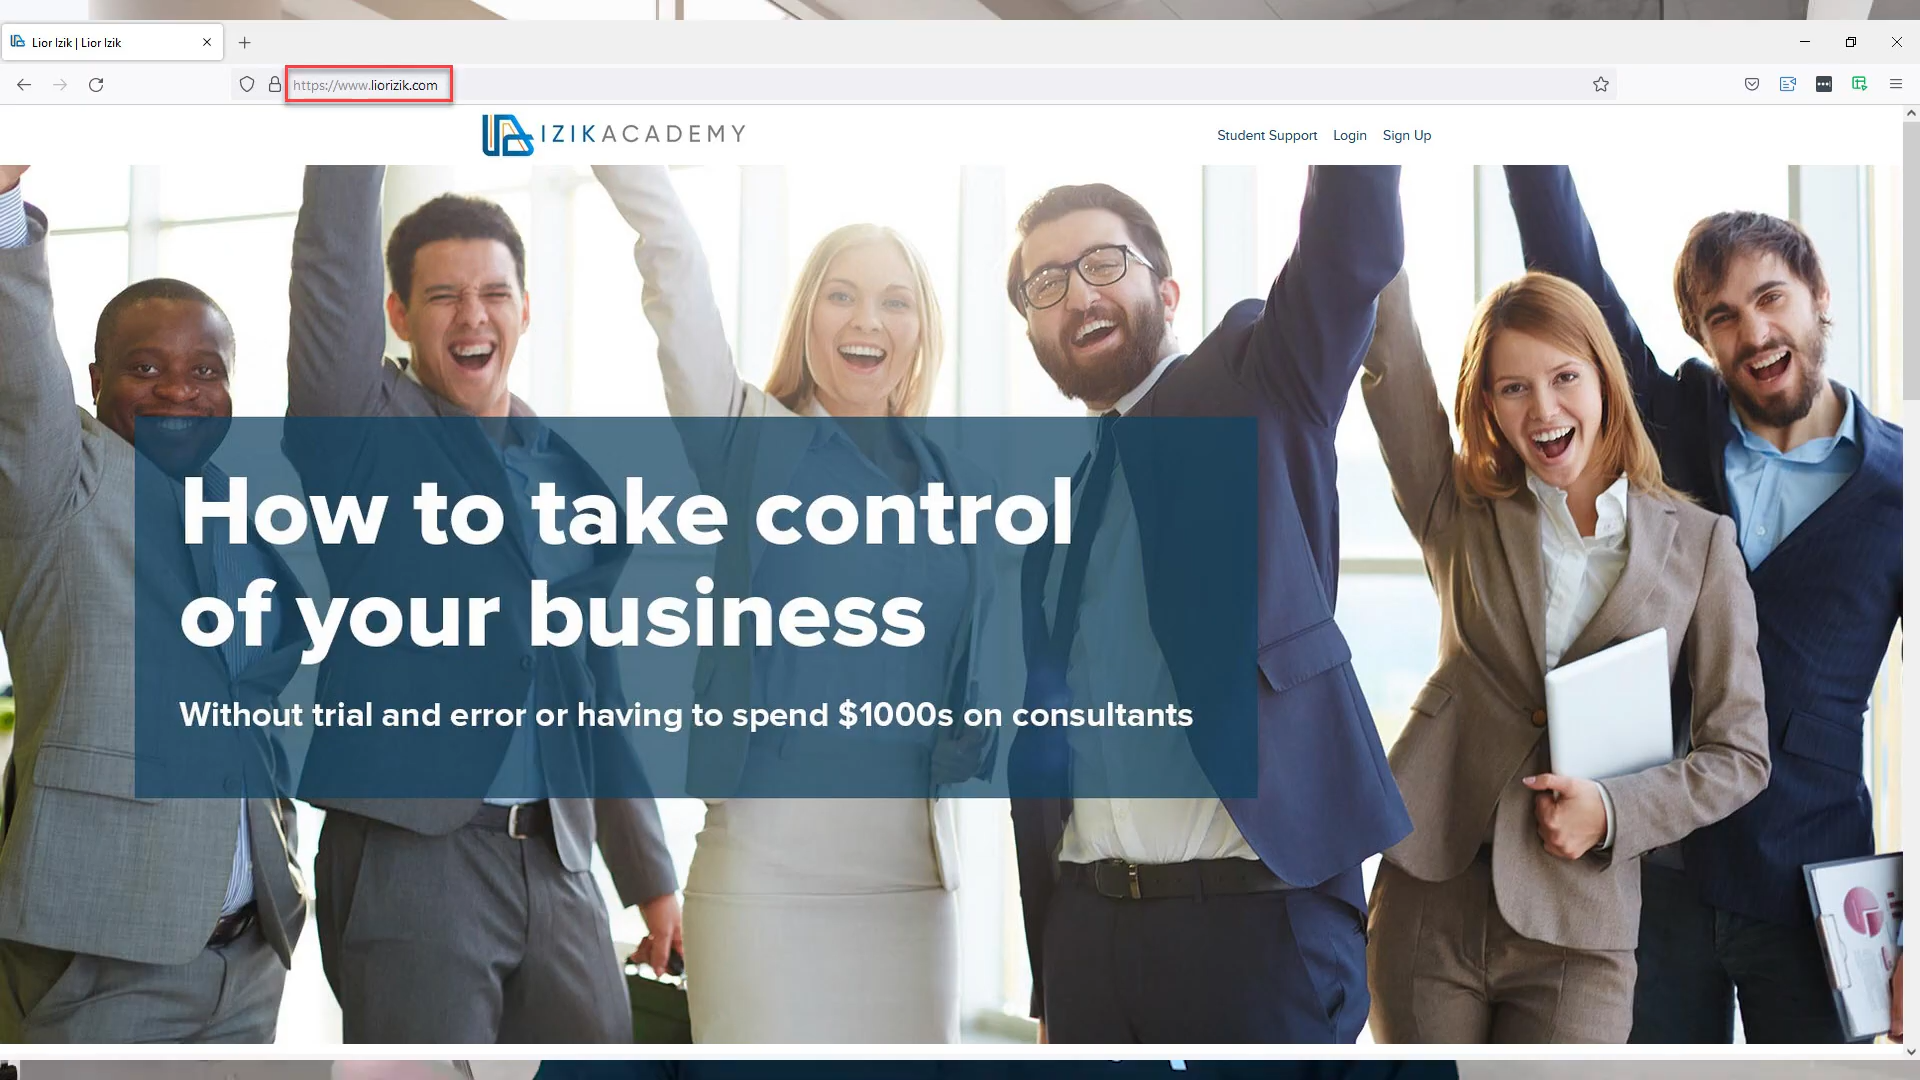 Lior Izik | Lior Izik
https://www.liorizik.com
IZIKACADEMY
Student Support Login Sign Up
How to take control
of your business
Without trial and error or having to spend $1000s on consultants